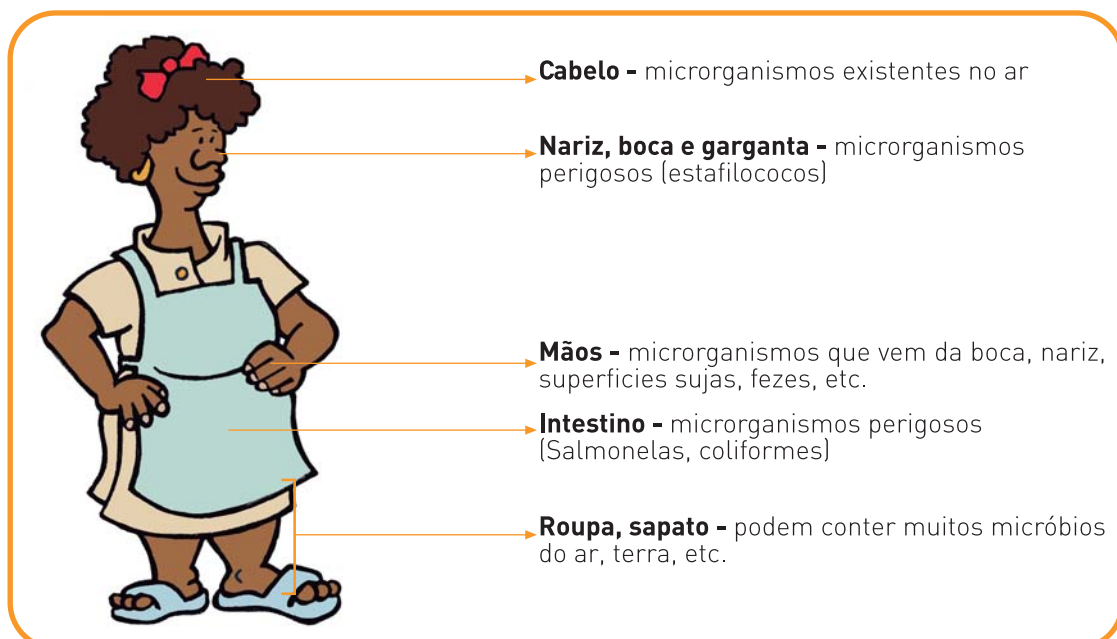 Cabelo - microrganismos existentes no ar
Nariz, boca e garganta - microrganismos
perigosos (estafilococos)
Mãos - microrganismos que vem da boca, nariz,
superficies sujas, fezes, etc.
Intestino - microrganismos perigosos
(Salmonelas, coliformes)
Roupa, sapato - podem conter muitos micróbios
do ar, terra, etc.